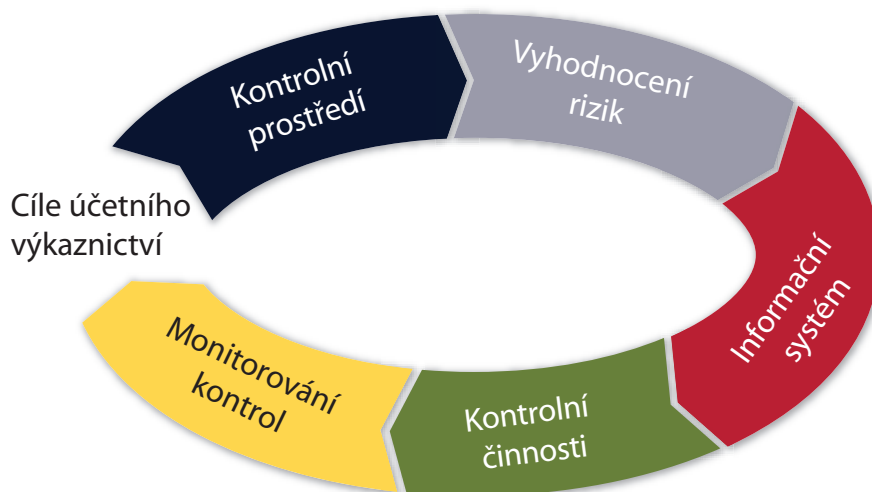 Kontrolní
prostředí
Vyhodnocení
rizik
Informační
systém
Kontrolní
činnosti
Monitorování
kontrol
Cíle účetního
výkaznictví